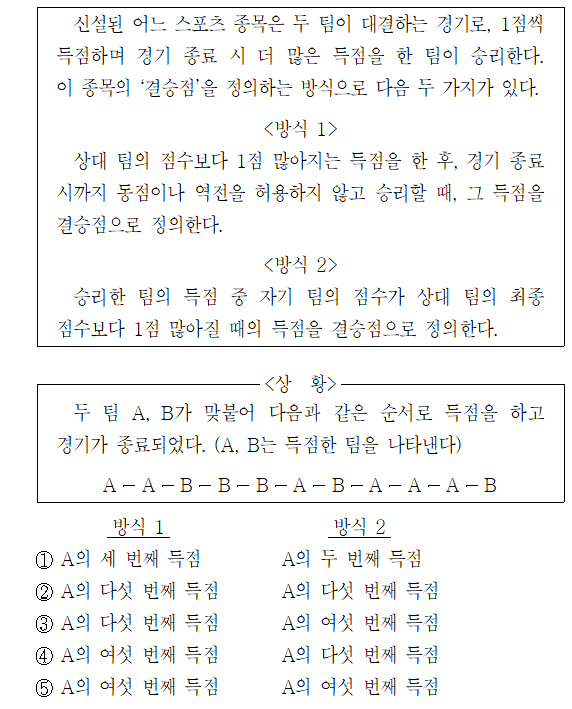 신설된 어느 스포츠 종목은 두 팀이 대결하는 경기로, 1점씩
득점하며 경기 종료 시 더 많은 득점을 한 팀이 승리한다.
이 종목의 ‘결승점’을 정의하는 방식으로 다음 두 가지가 있다.
<방식 1>
상대 팀의 점수보다 1점 많아지는 득점을 한 후, 경기 종료
시까지 동점이나 역전을 허용하지 않고 승리할 때, 그 득점을
결승점으로 정의한다.
<방식 2>
승리한 팀의 득점 중 자기 팀의 점수가 상대 팀의 최종
점수보다 1점 많아질 때의 득점을 결승점으로 정의한다.
<상 황>
두 팀 A, B가 맞붙어 다음과 같은 순서로 득점을 하고
경기가 종료되었다. (A, B는 득점한 팀을 나타낸다)
A - A - B - B - B - A - B - A - A - A - B
방식 1 방식 2
① A의 세 번째 득점 A의 두 번째 득점
② A의 다섯 번째 득점 A의 다섯 번째 득점
③ A의 다섯 번째 득점 A의 여섯 번째 득점
④ A의 여섯 번째 득점 A의 다섯 번째 득점
⑤ A의 여섯 번째 득점 A의 여섯 번째 득점